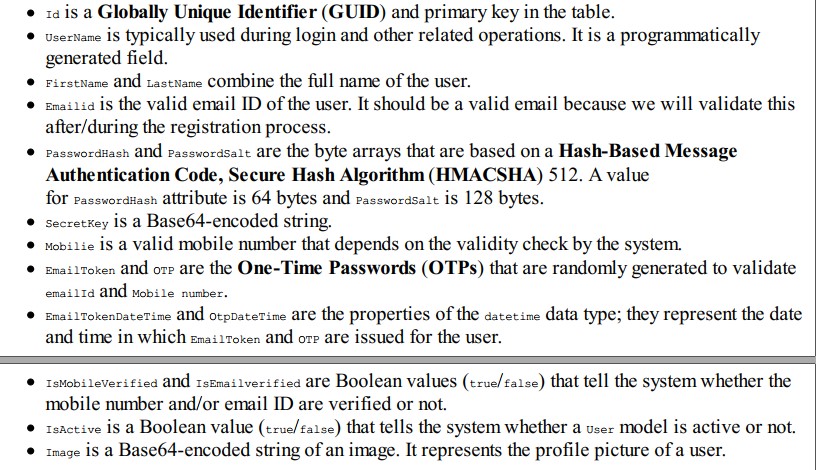 • Id is a Globally Unique Identifier (GUID) and primary key in the table.
• UserName is typically used during login and other related operations. It is a programmatically
generated field.
• FirstName and LastName combine the full name of the user.
• Emailid is the valid email ID of the user. It should be a valid email because we will validate this
after/during the registration process.
• PasswordHash and PasswordSalt are the byte arrays that are based on a Hash-Based Message
Authentication Code, Secure Hash Algorithm (HMACSHA) 512. A value
for PasswordHash attribute is 64 bytes and PasswordSalt is 128 bytes.
• SecretKey is a Base64-encoded string.
• Mobilie is a valid mobile number that depends on the validity check by the system.
• EmailToken and OTP are the One-Time Passwords (OTPs) that are randomly generated to validate
emailId and Mobile number.
• EmailTokenDateTime and OtpDateTime are the properties of the datetime data type; they represent the date
and time in which EmailToken and OTP are issued for the user.
• IsMobileVerified and IsEmailverified are Boolean values (true/false) that tell the system whether the
mobile number and/or email ID are verified or not.
• IsActive is a Boolean value (true/false) that tells the system whether a User model is active or not.
• Image is a Base64-encoded string of an image. It represents the profile picture of a user.